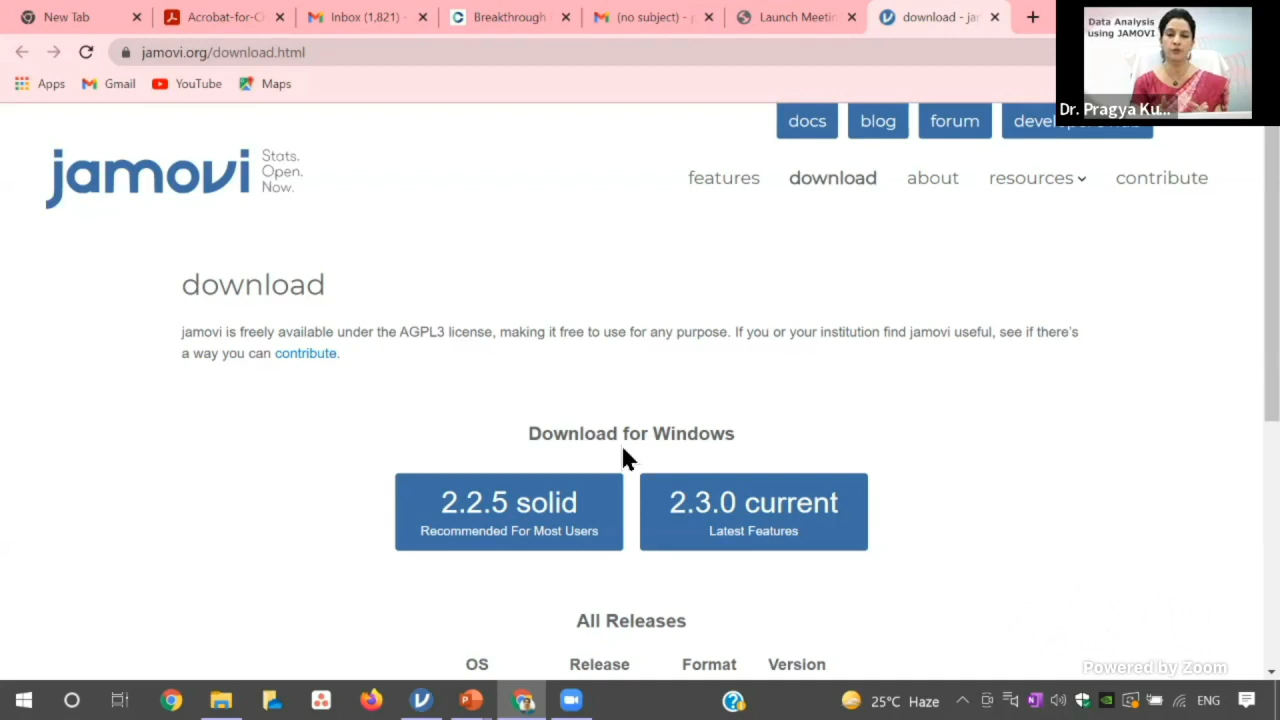 New Tab
Acrobat-for-C
Inbox (1,821) -
Breakthrough
(no subject) -
Launch Meetin
download - jar
jamovi.org/download.html
Apps
Gmail
YouTube
Maps
Data Analysis
using JAMOVI
Dr. Pragya Ku...
docs
blog
forum
jamovi
Stats.
Open.
Now.
features
download
about
resources
contribute
download
jamovi is freely available under the AGPL3 license, making it free to use for any purpose. If you or your institution find jamovi useful, see if there's
a way you can contribute.
Download for Windows
2.2.5 solid
Recommended For Most Users
2.3.0 current
Latest Features
All Releases
OS
Release
Format
Version
Powered by Zoom
25°C Haze
ENG